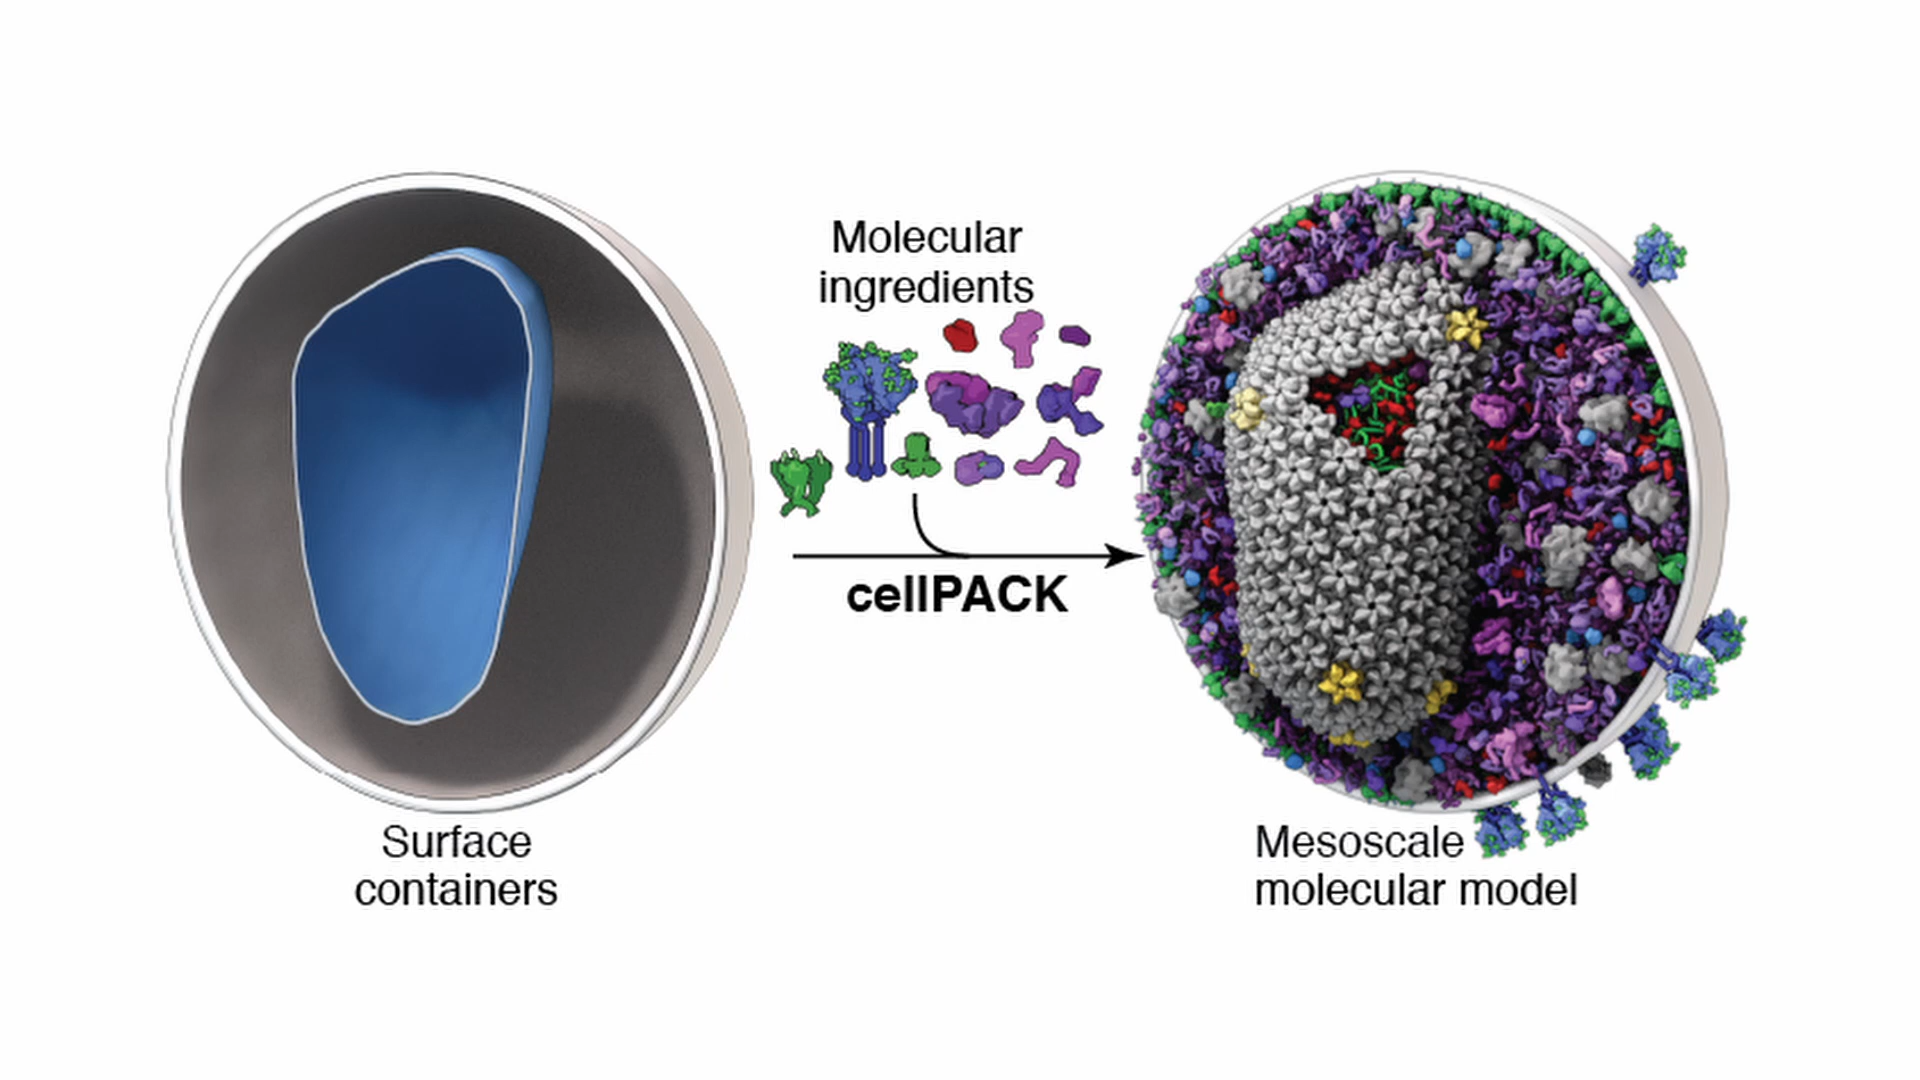 Molecular
ingredients
cellPACK
Surface
containers
Mesoscale
molecular model